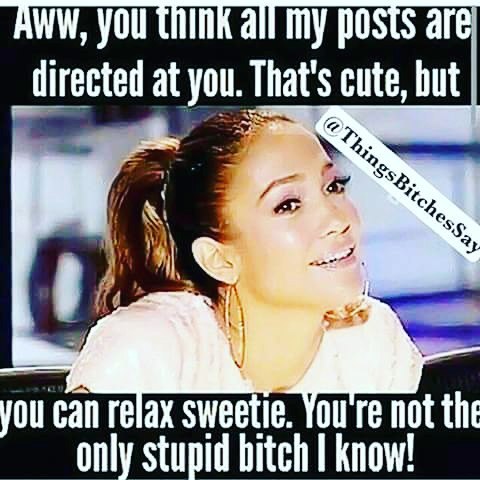 Aww, you think all my posts are
directed at you. That's cute, but
@ThingsBitchesSay
you can relax sweetie. You're not the
only stupid bitch I know!